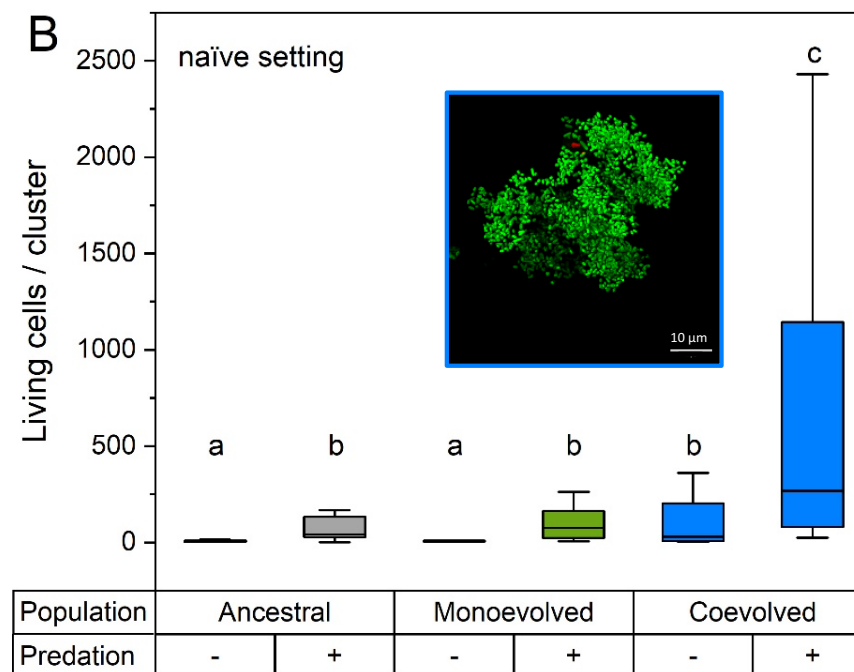 B
naïve setting
Living cells / cluster
2500
2000
1500
1000
500
0
a
b
a
b
b
c
10 µm
Population Ancestral Monoevolved Coevolved
Predation - + - + - +